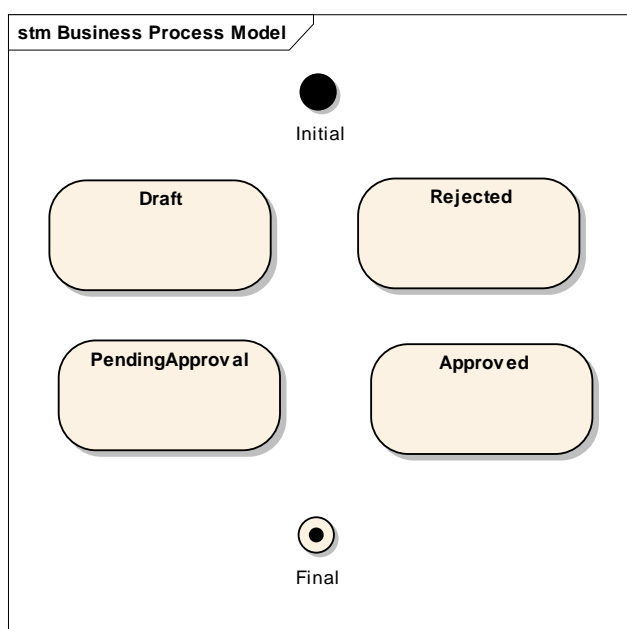 stm Business Process Model
Initial
Draft
Rejected
PendingApproval
Approved
Final